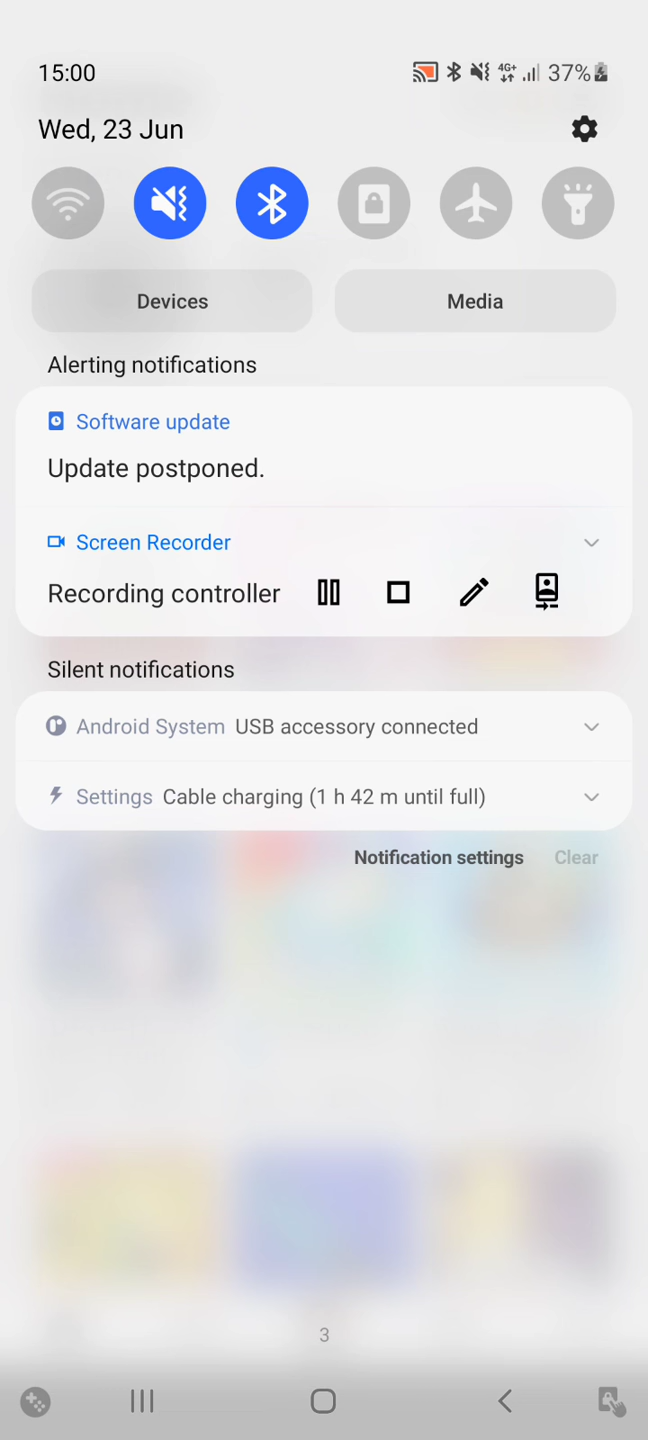 15:00 4G+ 37%
Wed, 23 Jun
Devices Media
Alerting notifications
Software update
Update postponed.
Screen Recorder
Recording controller
Silent notifications
Android System USB accessory connected
Settings Cable charging (1 h 42 m until full)
Notification settings Clear
3